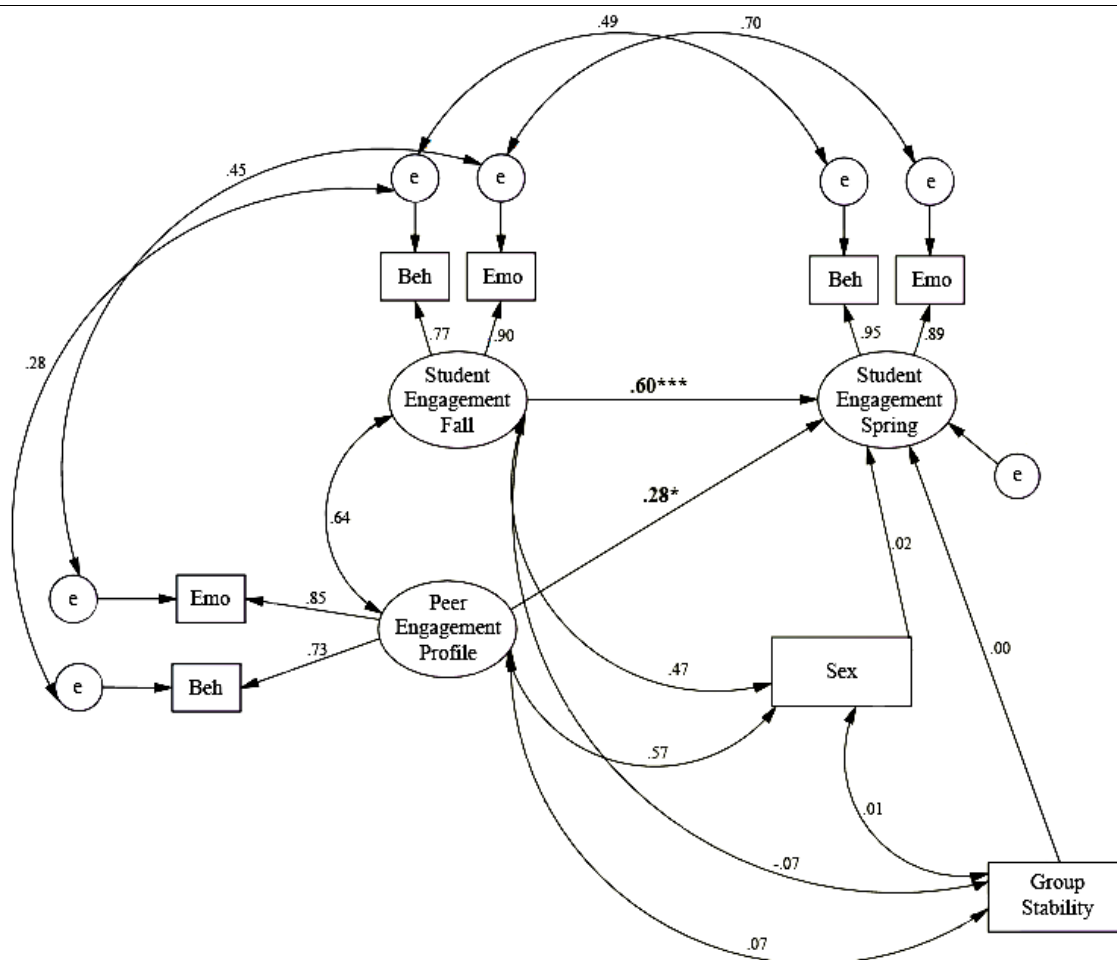 .49
.70
.45
e
e
e
e
Beh
Emo
Beh
Emo
.28
.77
.90
.95
.89
Student
Engagement
Fall
.60***
Student
Engagement
Spring
e
.28*
.64
.02
e
Emo
.85
Peer
Engagement
Profile
.73
e
Beh
.47
Sex
.00
.57
.01
-.07
Group
Stability
.07